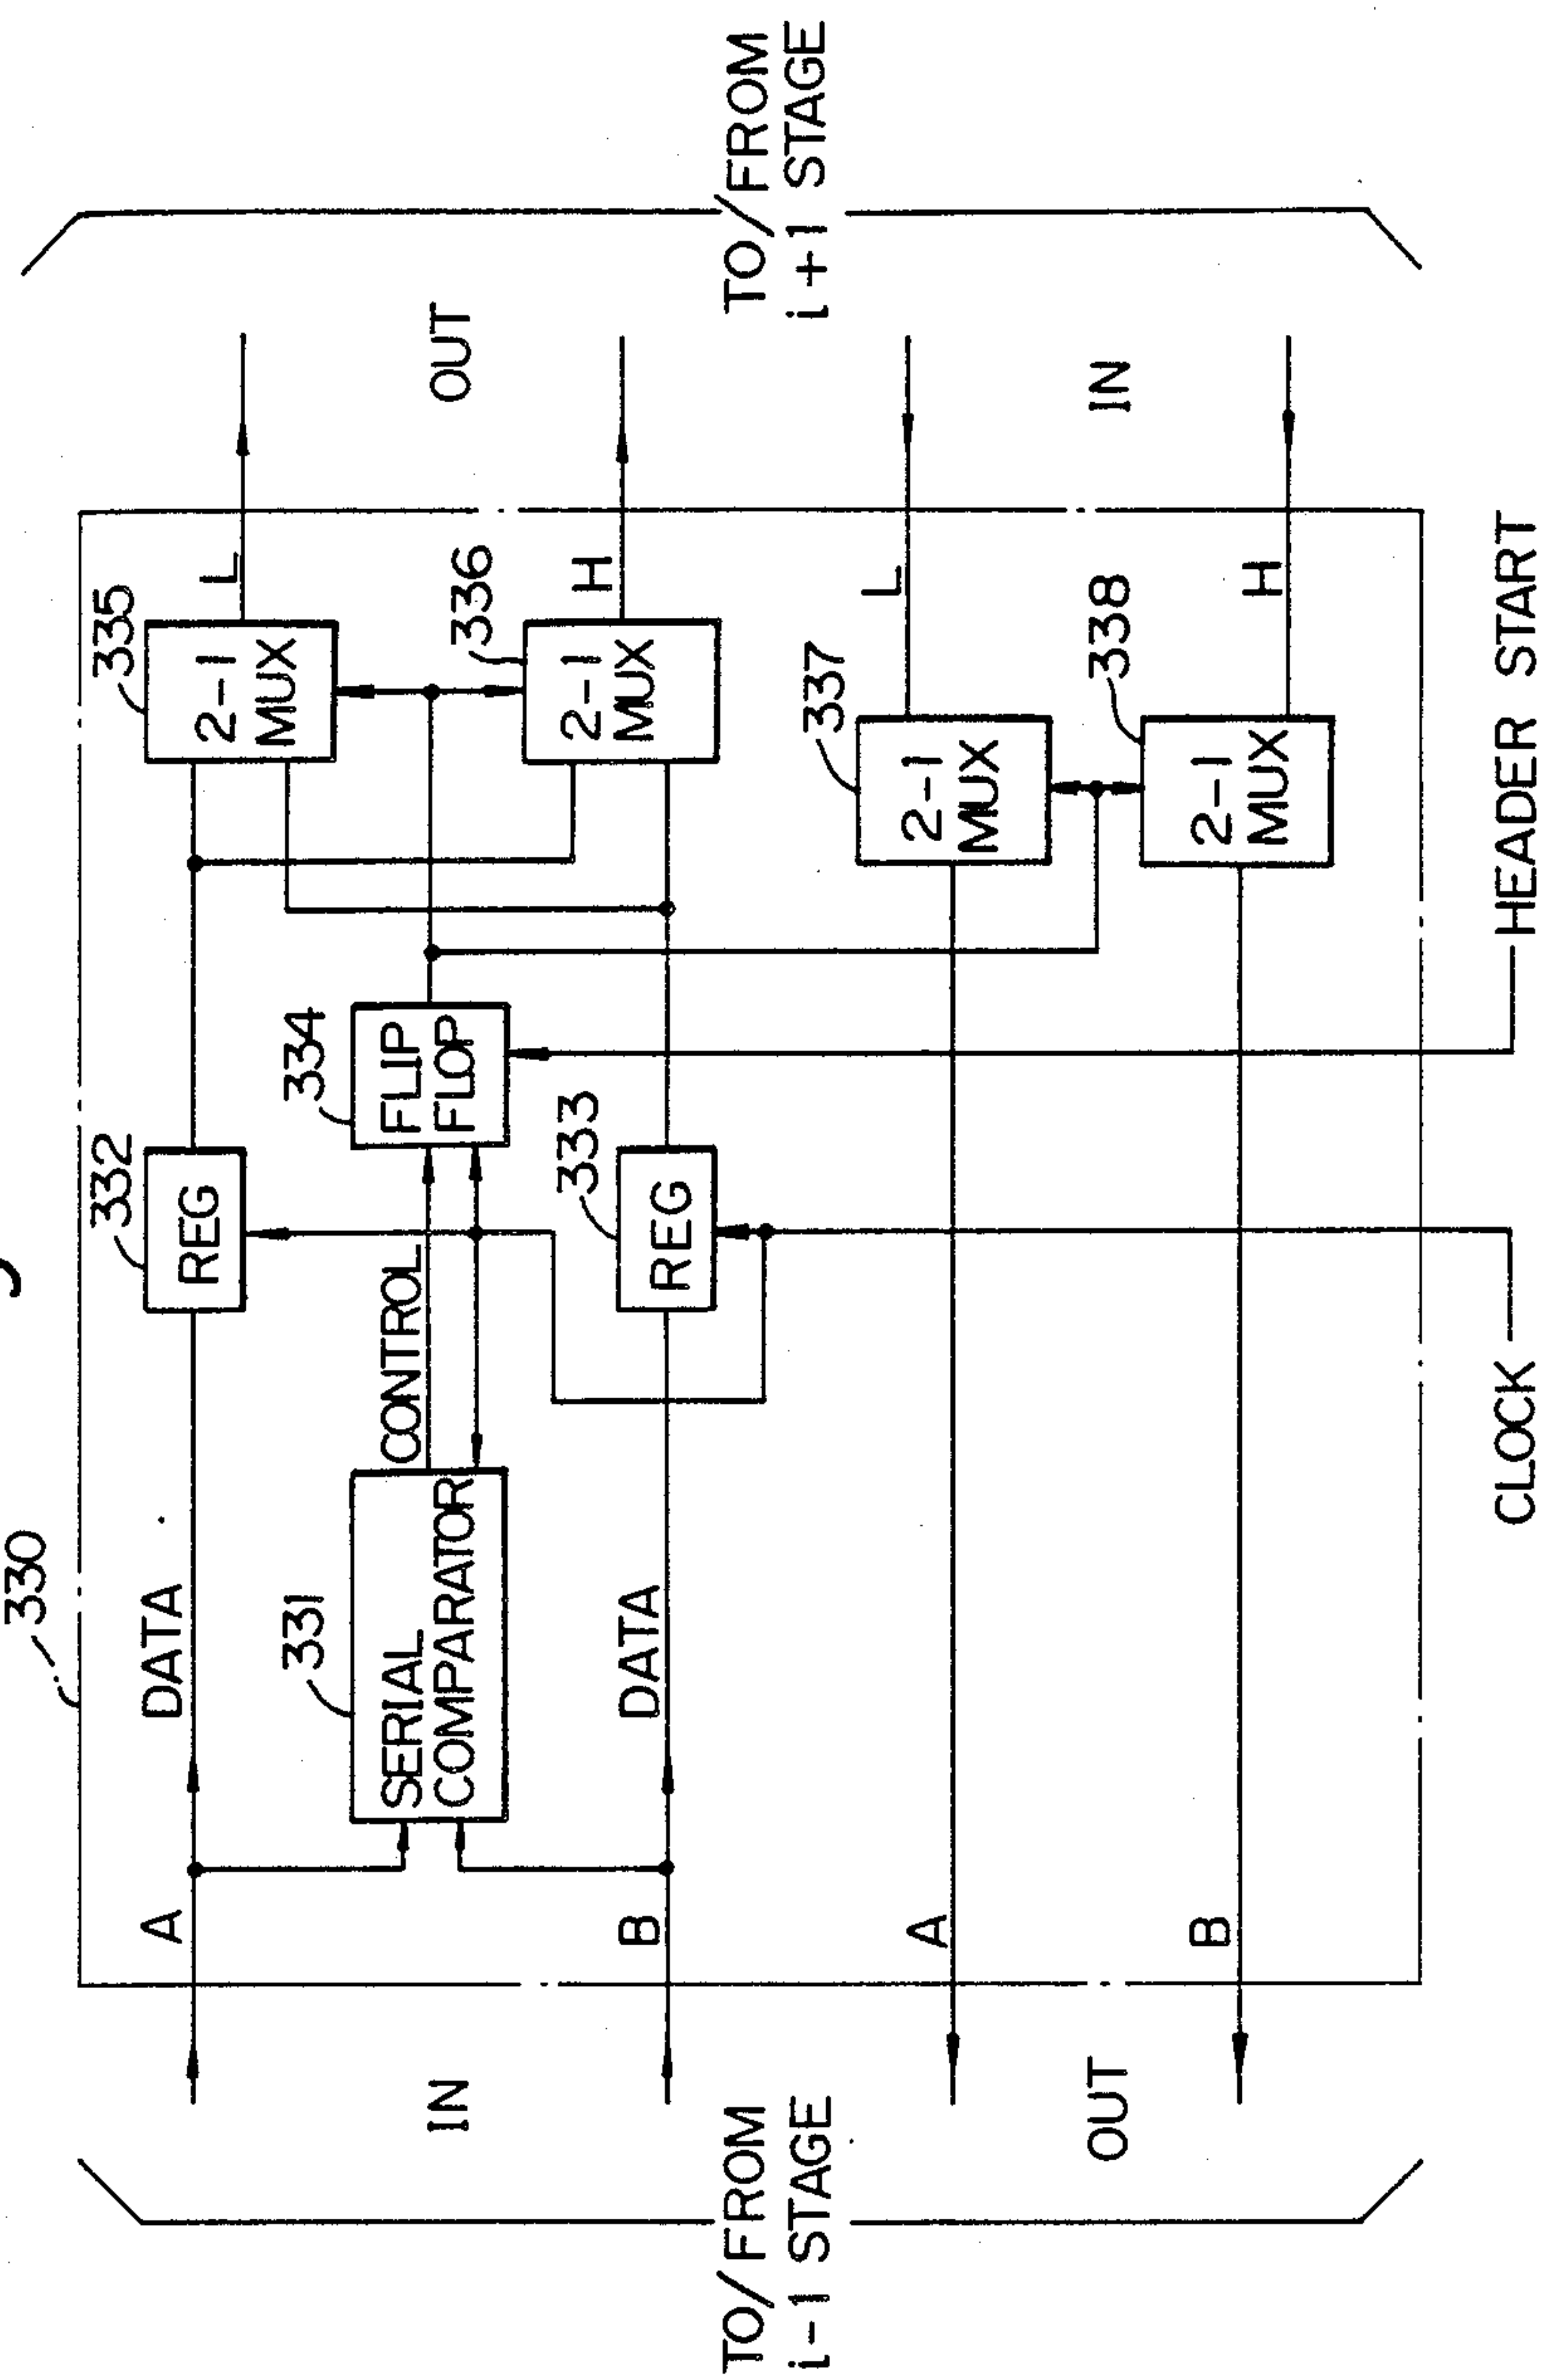 330
A
DATA
332
REG
335
2-1
MUX
L
331
SERIAL
COMPARATOR
CONTROL
334
FLIP
FLOP
IN
OUT
336
2-1
MUX
H
B
DATA
333
REG
TO/FROM
i-1 STAGE
TO/FROM
i+1 STAGE
A
337
2-1
MUX
L
OUT
IN
B
338
2-1
MUX
H
CLOCK
HEADER START